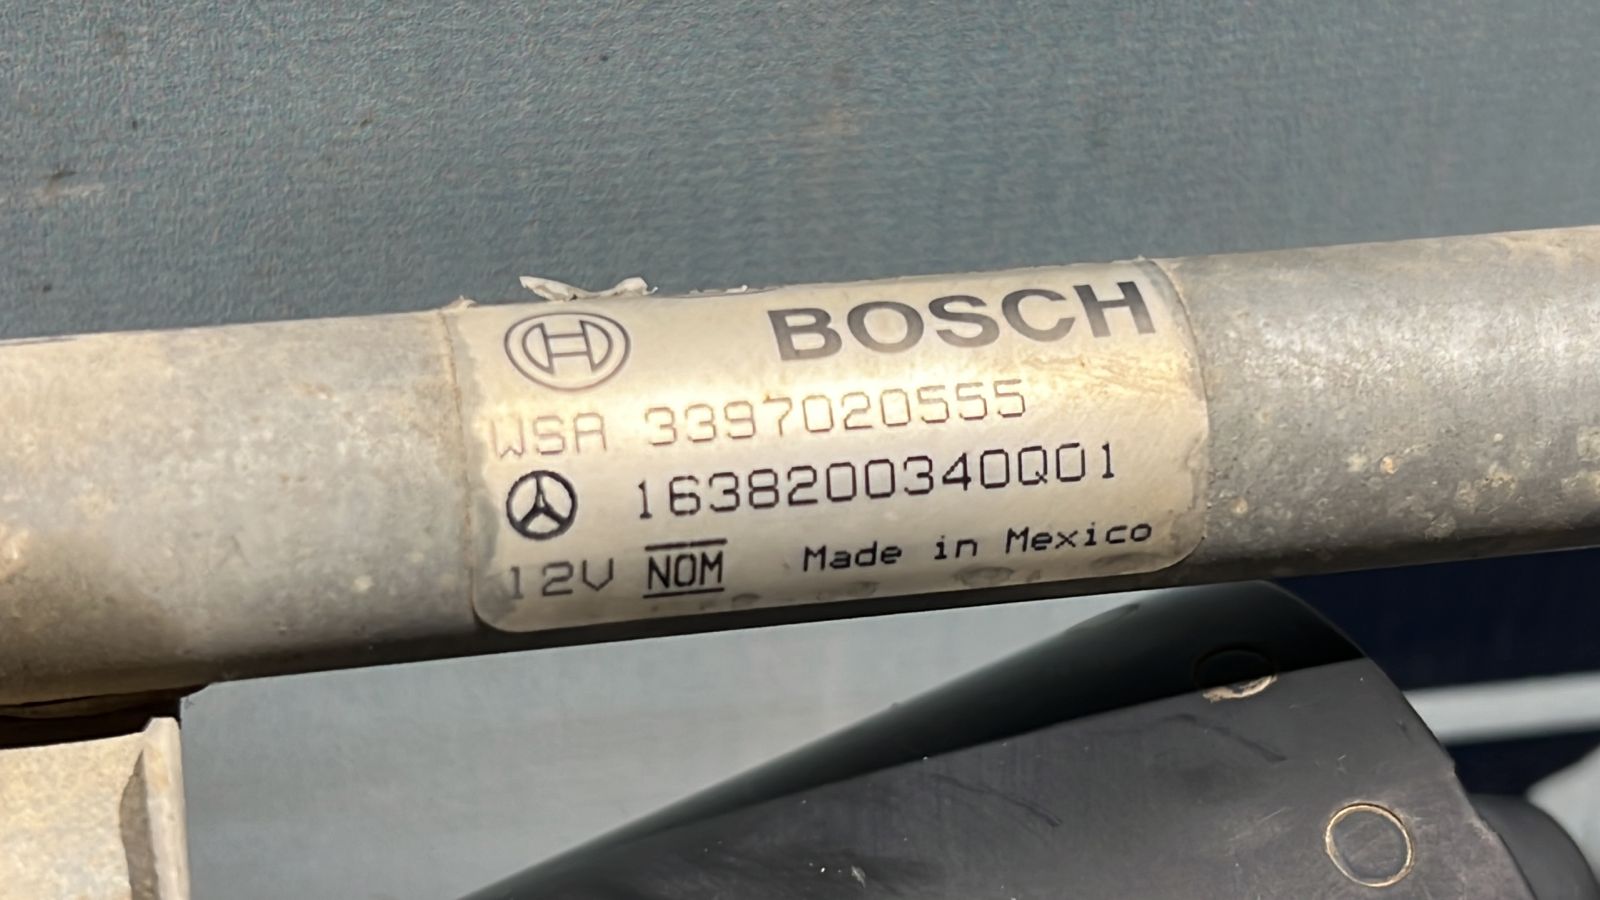 BOSCH
WSA 3397020555
1638200340Q01
12V NOM Made in Mexico